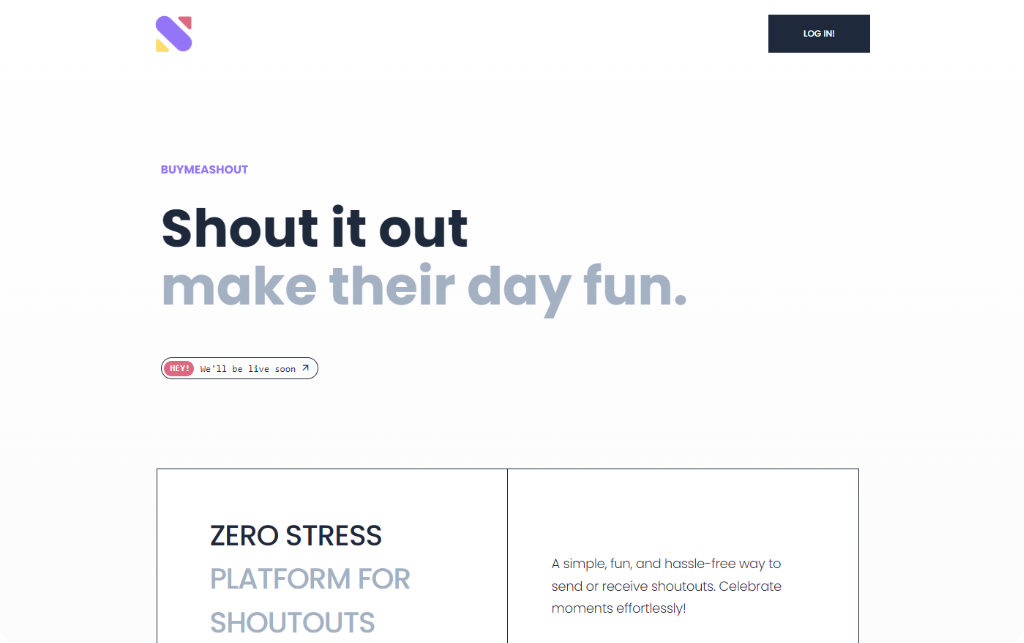 LOG IN!
BUYMEASHOUT
Shout it out
make their day fun.
HEY! We'll be live soon
ZERO STRESS
PLATFORM FOR
SHOUTOUTS
A simple, fun, and hassle-free way to
send or receive shoutouts. Celebrate
moments effortlessly!